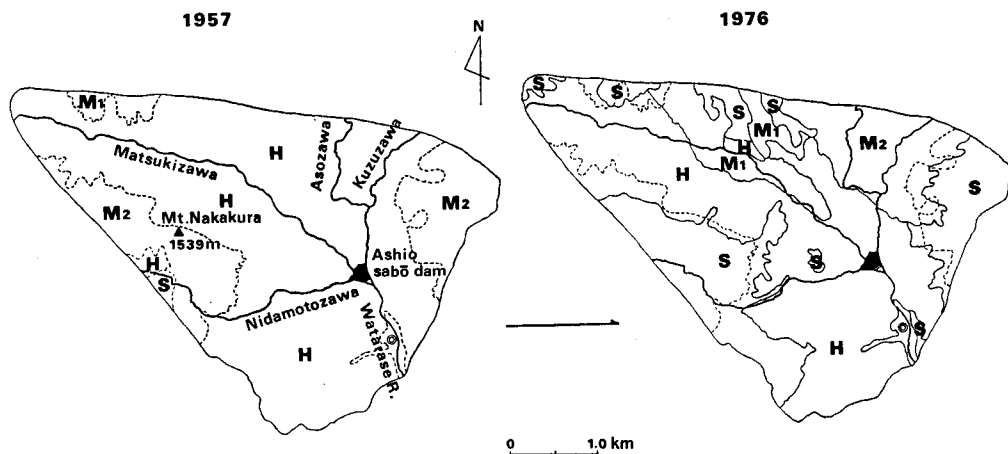 1957
N
1976
M1
H
Asozawa
Kuzuzawa
Matsukizawa
H
M2
Mt. Nakakura
1539m
M2
H
S
Ashio
sabō dam
Nidamotozawa
Watarase R.
H
S
S
S
S
M1
H
M1
M2
H
S
S
S
S
H
0 1.0 km